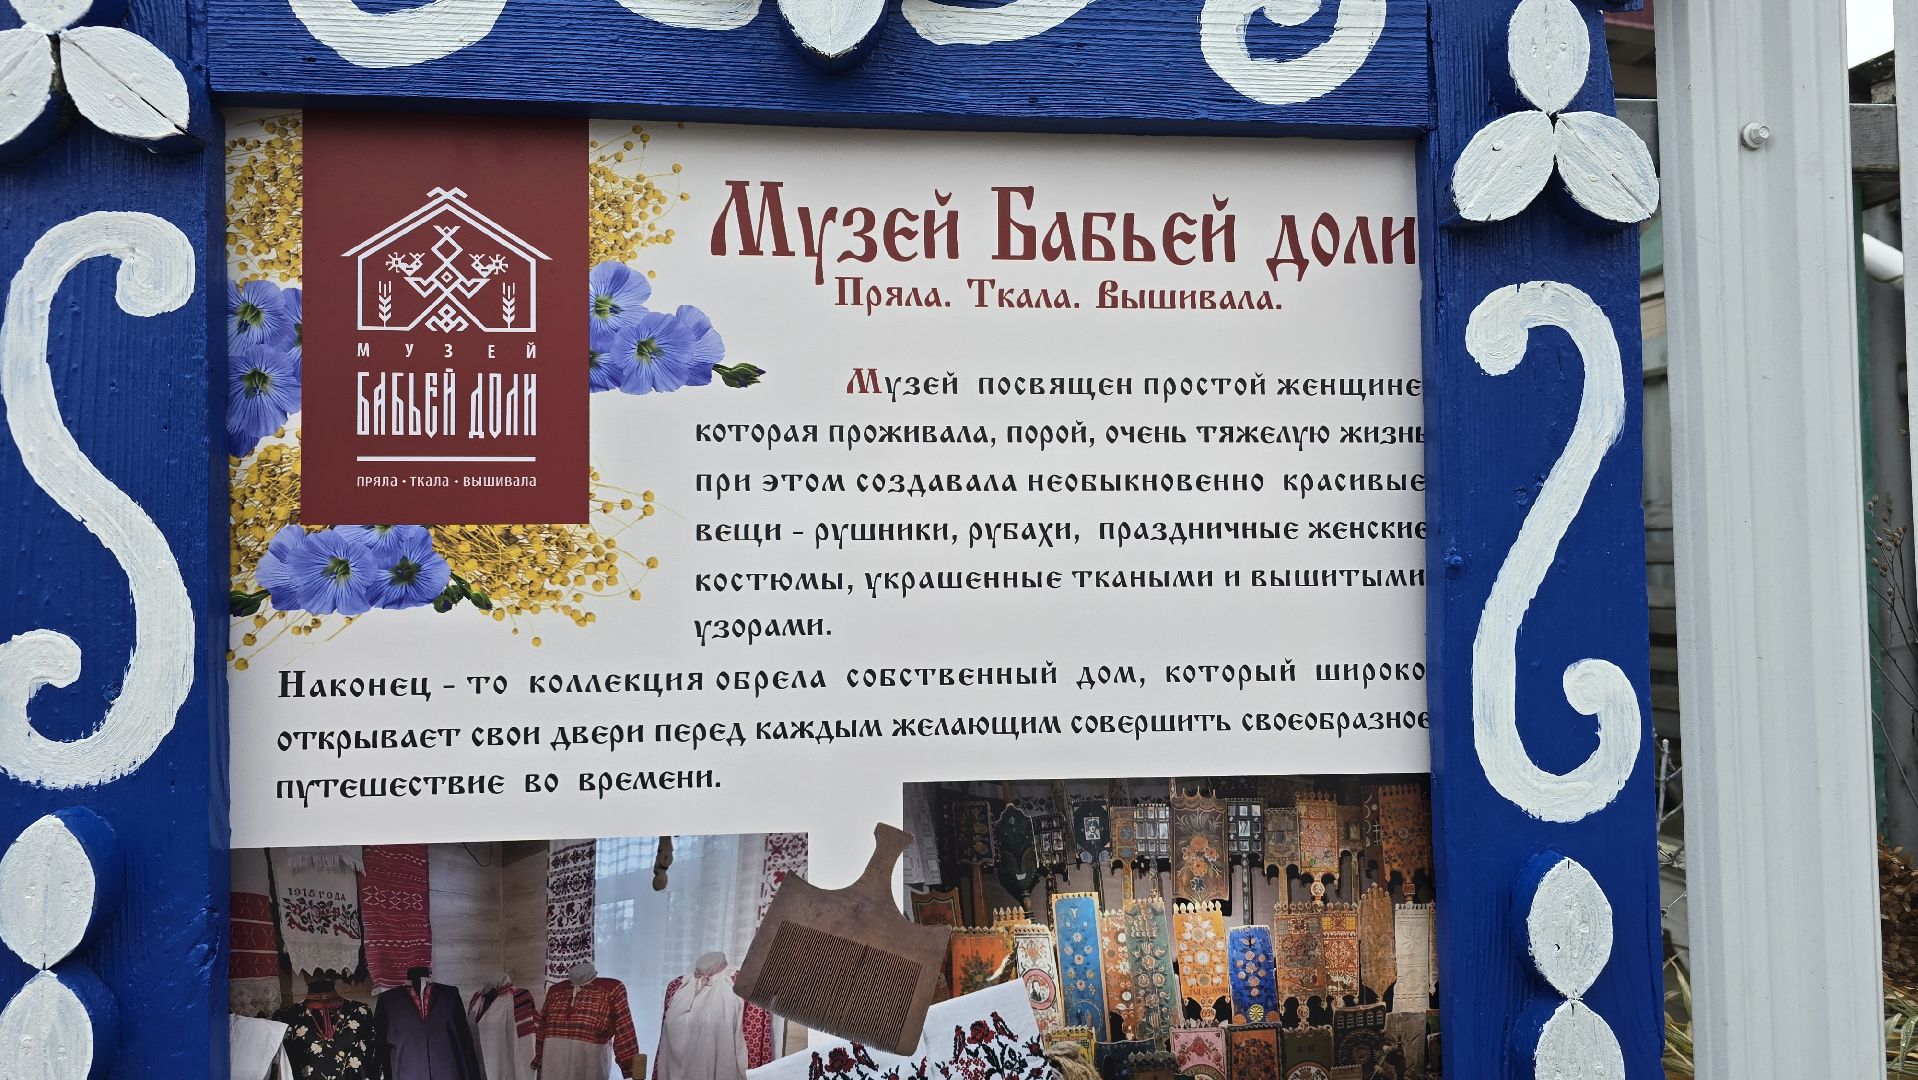 Музей Бабьей доли
Пряла. Ткала. Вышивала.
МУЗЕЙ
БАБЬЕЙ ДОЛИ
ПРЯЛА • ТКАЛА • ВЫШИВАЛА
Музей посвящен простой женщине
которая проживала, порой, очень тяжелую жизнь
при этом создавала необыкновенно красивые
вещи - рушники, рубахи, праздничные женские
костюмы, украшенные ткаными и вышитыми
узорами.
Наконец - то коллекция обрела собственный дом, который широко
открывает свои двери перед каждым желающим совершить своеобразное
путешествие во времени.
1915 ГОДА